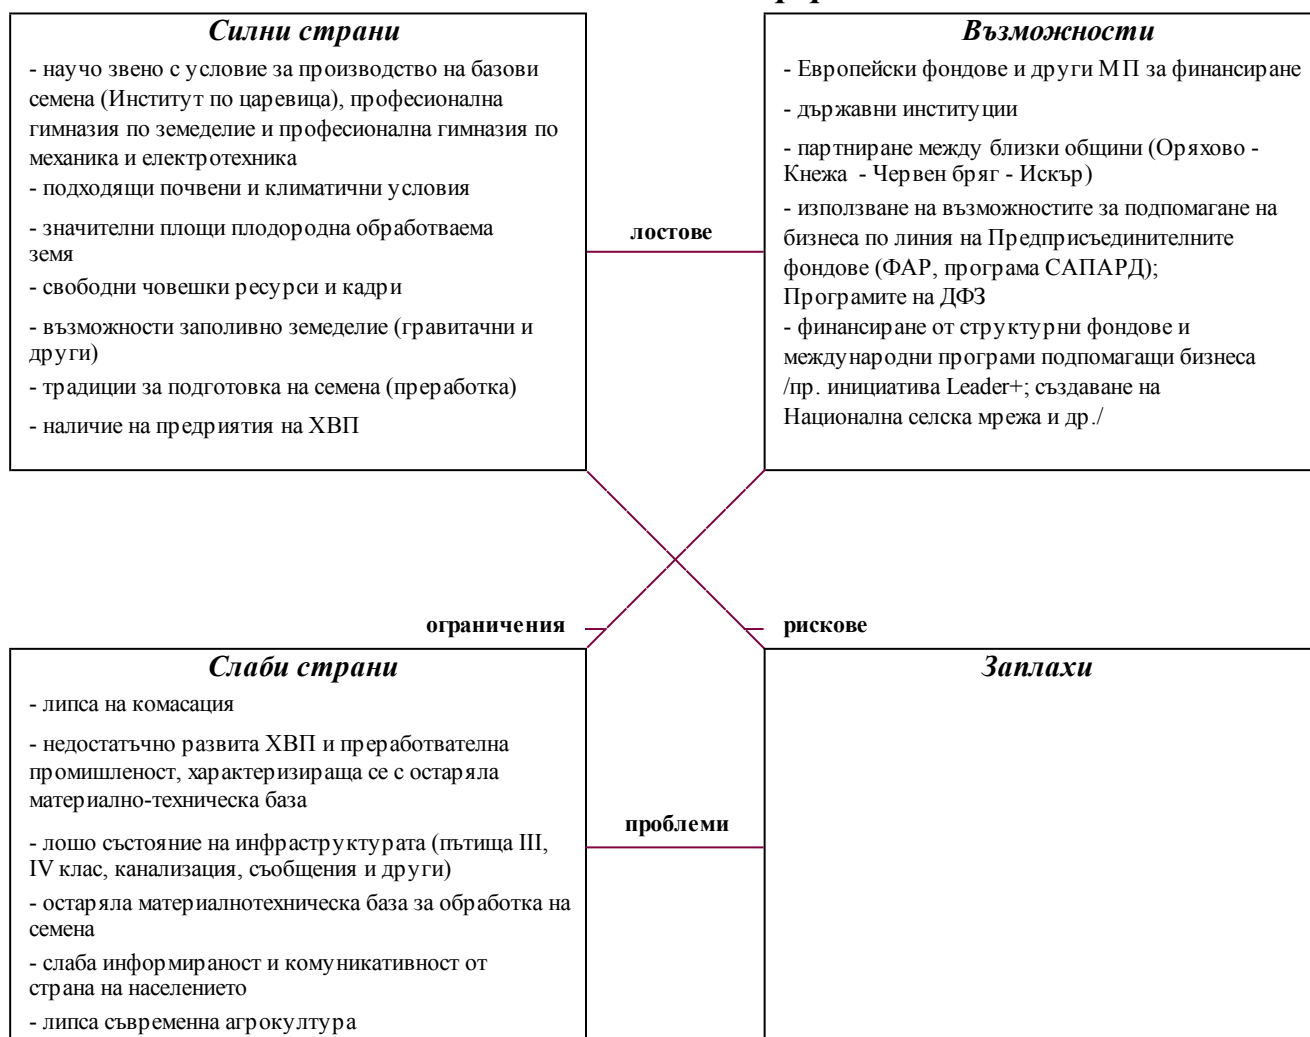 Силни страни
- научо звено с условие за производство на базови
семена (Институт по царевица), професионална
гимназия по земеделие и професионална гимназия по
механика и електротехника
- подходящи почвени и климатични условия
- значителни площи плодородна обработваема
земя
- свободни човешки ресурси и кадри
- възможности заполивно земеделие (гравитачни и
други)
- традиции за подготовка на семена (преработка)
- наличие на предриятия на ХВП
лостове
Възможности
- Европейски фондове и други МП за финансиране
- държавни институции
- партниране между близки общини (Оряхово -
Кнежа - Червен бряг - Искър)
- използване на възможностите за подпомагане на
бизнеса по линия на Предприсъединителните
фондове (ФАР, програма САПАРД);
Програмите на ДФЗ
- финансиране от структурни фондове и
международни програми подпомагащи бизнеса
/пр. инициатива Leader+; създаване на
Национална селска мрежа и др./
ограничения
рискове
Слаби страни
- липса на комасация
- недостатъчно развита ХВП и преработвателна
промишленост, характеризираща се с остаряла
материално-техническа база
- лошо състояние на инфраструктурата (пътища III,
IV клас, канализация, съобщения и други)
- остаряла материалнотехническа база за обработка на
семена
- слаба информираност и комуникативност от
страна на населението
- липса съвременна агрокултура
проблеми
Заплахи